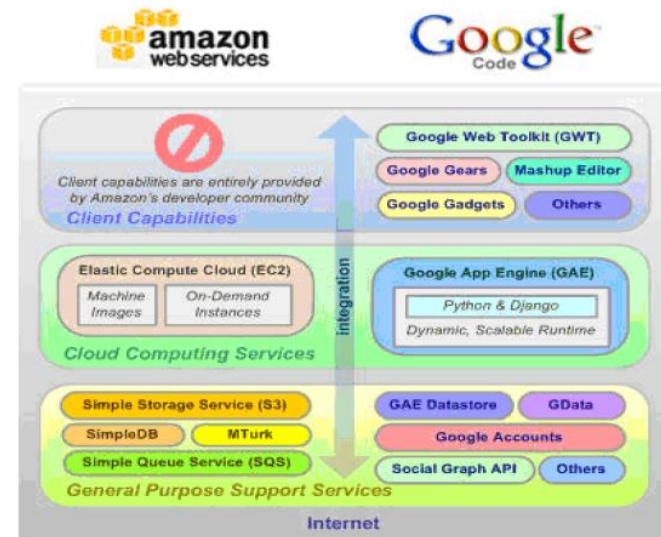 amazon
webservices
Google
Code
Client capabilities are entirely provided
by Amazon's developer community
Client Capabilities
Google Web Toolkit (GWT)
Google Gears
Mashup Editor
Google Gadgets
Others
integration
Elastic Compute Cloud (EC2)
Machine
Images
On-Demand
Instances
Cloud Computing Services
Google App Engine (GAE)
Python & Django
Dynamic, Scalable Runtime
Simple Storage Service (S3)
SimpleDB
MTurk
Simple Queue Service (SQS)
General Purpose Support Services
GAE Datastore
GData
Google Accounts
Social Graph API
Others
Internet